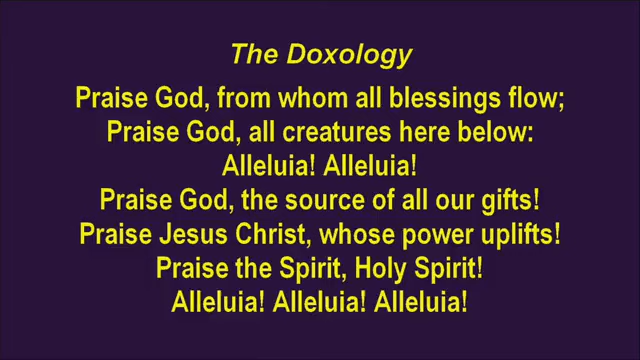 The Doxology
Praise God, from whom all blessings flow;
Praise God, all creatures here below:
Alleluia! Alleluia!
Praise God, the source of all our gifts!
Praise Jesus Christ, whose power uplifts!
Praise the Spirit, Holy Spirit!
Alleluia! Alleluia! Alleluia!